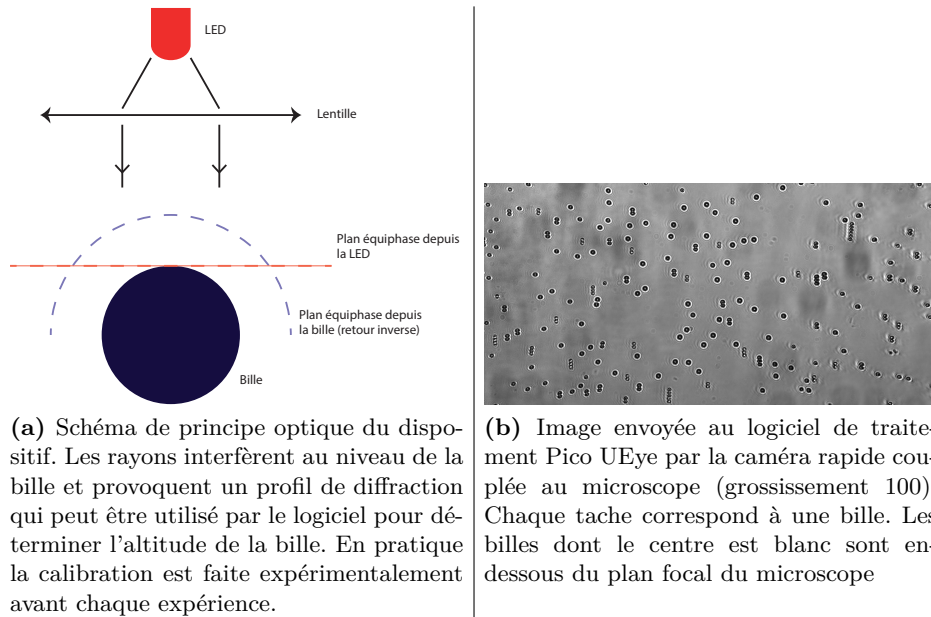 LED
Lentille
Plan équiphase depuis
la LED
Plan équiphase depuis
la bille (retour inverse)
Bille
(a) Schéma de principe optique du dispo-
sitif. Les rayons interfèrent au niveau de la
bille et provoquent un profil de diffraction
qui peut être utilisé par le logiciel pour dé-
terminer l'altitude de la bille. En pratique
la calibration est faite expérimentalement
avant chaque expérience.
(b) Image envoyée au logiciel de traite-
ment Pico UEye par la caméra rapide cou-
plée au microscope (grossissement 100)
Chaque tache correspond à une bille. Les
billes dont le centre est blanc sont en-
dessous du plan focal du microscope